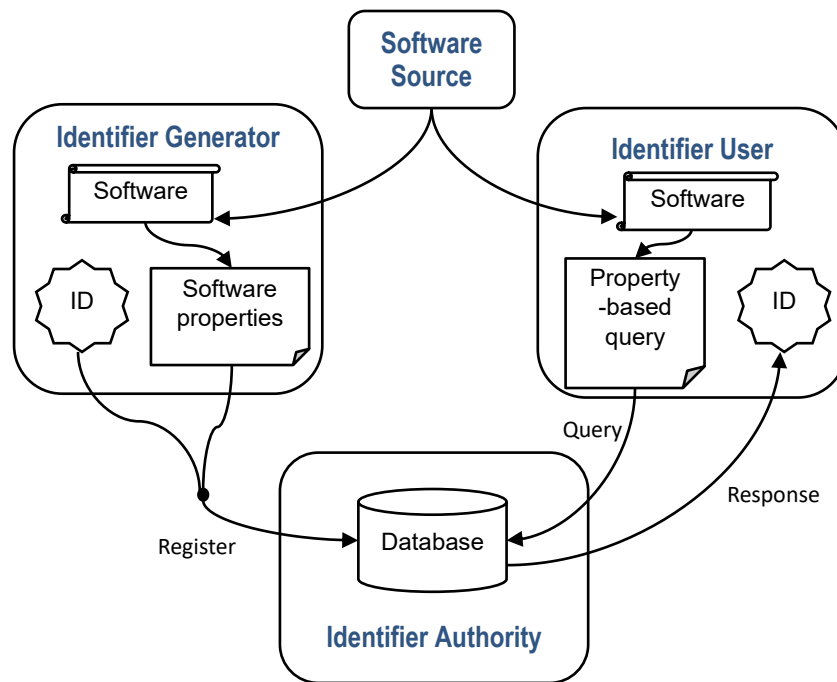 Software
Source
Identifier Generator
Software
ID
Software
properties
Identifier User
Software
Property
-based
query
ID
Query
Response
Register
Database
Identifier Authority